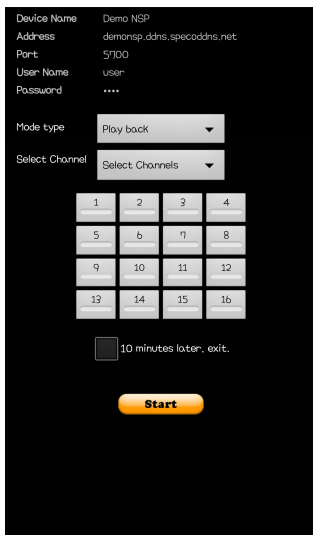 Device Name Demo NSP
Address demonsp.ddns.specoddns.net
Port 5700
User Name user
Password ••••
Mode type Play back
Select Channel Select Channels
1 2 3 4
5 6 7 8
9 10 11 12
13 14 15 16
10 minutes later, exit.
Start